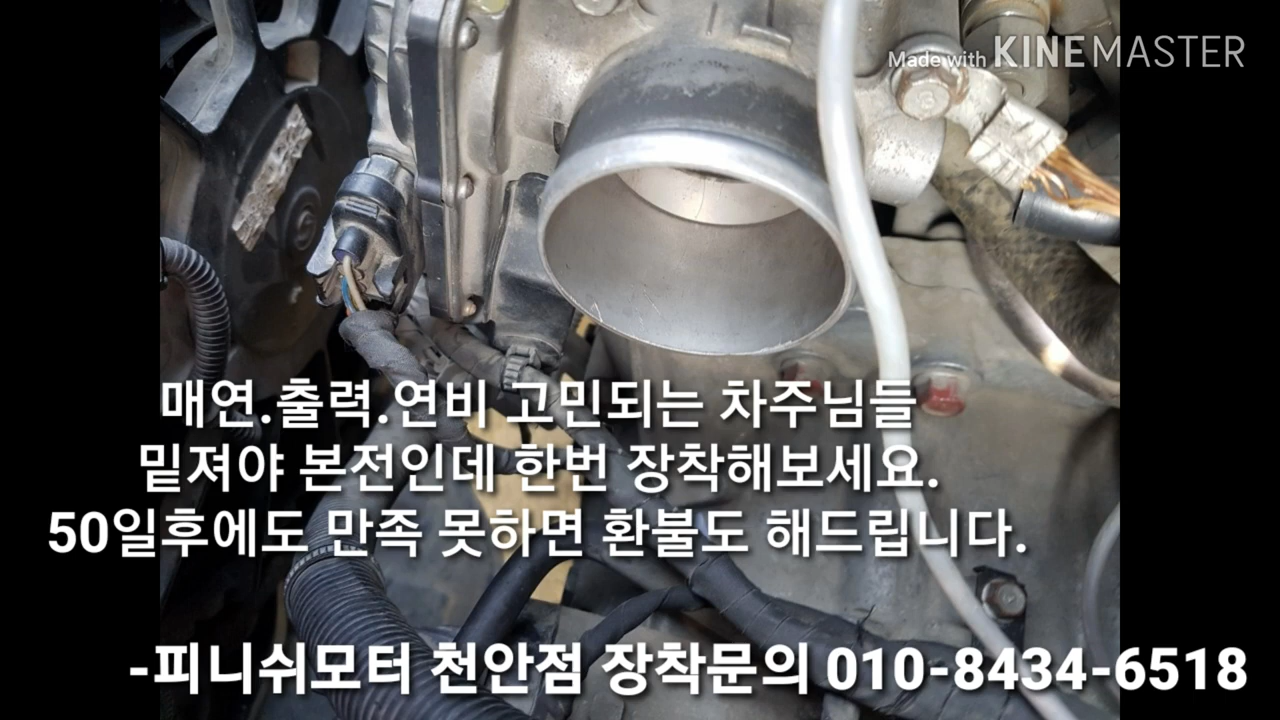 Made with KINEMASTER
매연.출력.연비 고민되는 차주님들
밑져야 본전인데 한번 장착해보세요.
50일후에도 만족 못하면 환불도 해드립니다.
-피니쉬모터 천안점 장착문의 010-8434-6518